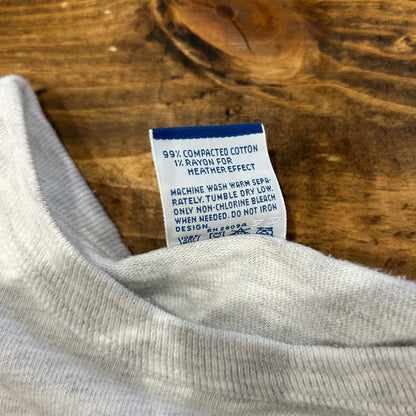 99% COMPACTED COTTON
1% RAYON FOR
HEATHER EFFECT
MACHINE WASH WARM SEPA-
RATELY. TUMBLE DRY LOW.
ONLY NON-CHLORINE BLEACH
WHEN NEEDED. DO NOT IRON
DESIGN.